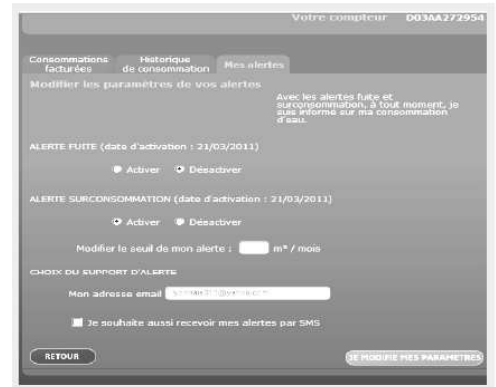 Votre compteur D03AA272954
Consommations facturées
Historique de consommation
Mes alertes
Modifier les paramètres de vos alertes
Avec les alertes fuite et
surconsommation, à tout moment, je
suis informé sur ma consommation
d'eau.
ALERTE FUITE (date d'activation : 21/03/2011)
Activer Désactiver
ALERTE SURCONSOMMATION (date d'activation : 21/03/2011)
Activer Désactiver
Modifier le seuil de mon alerte : m³ / mois
CHOIX DU SUPPORT D'ALERTE
Mon adresse email
Je souhaite aussi recevoir mes alertes par SMS
RETOUR
JE MODIFIE MES PARAMETRES